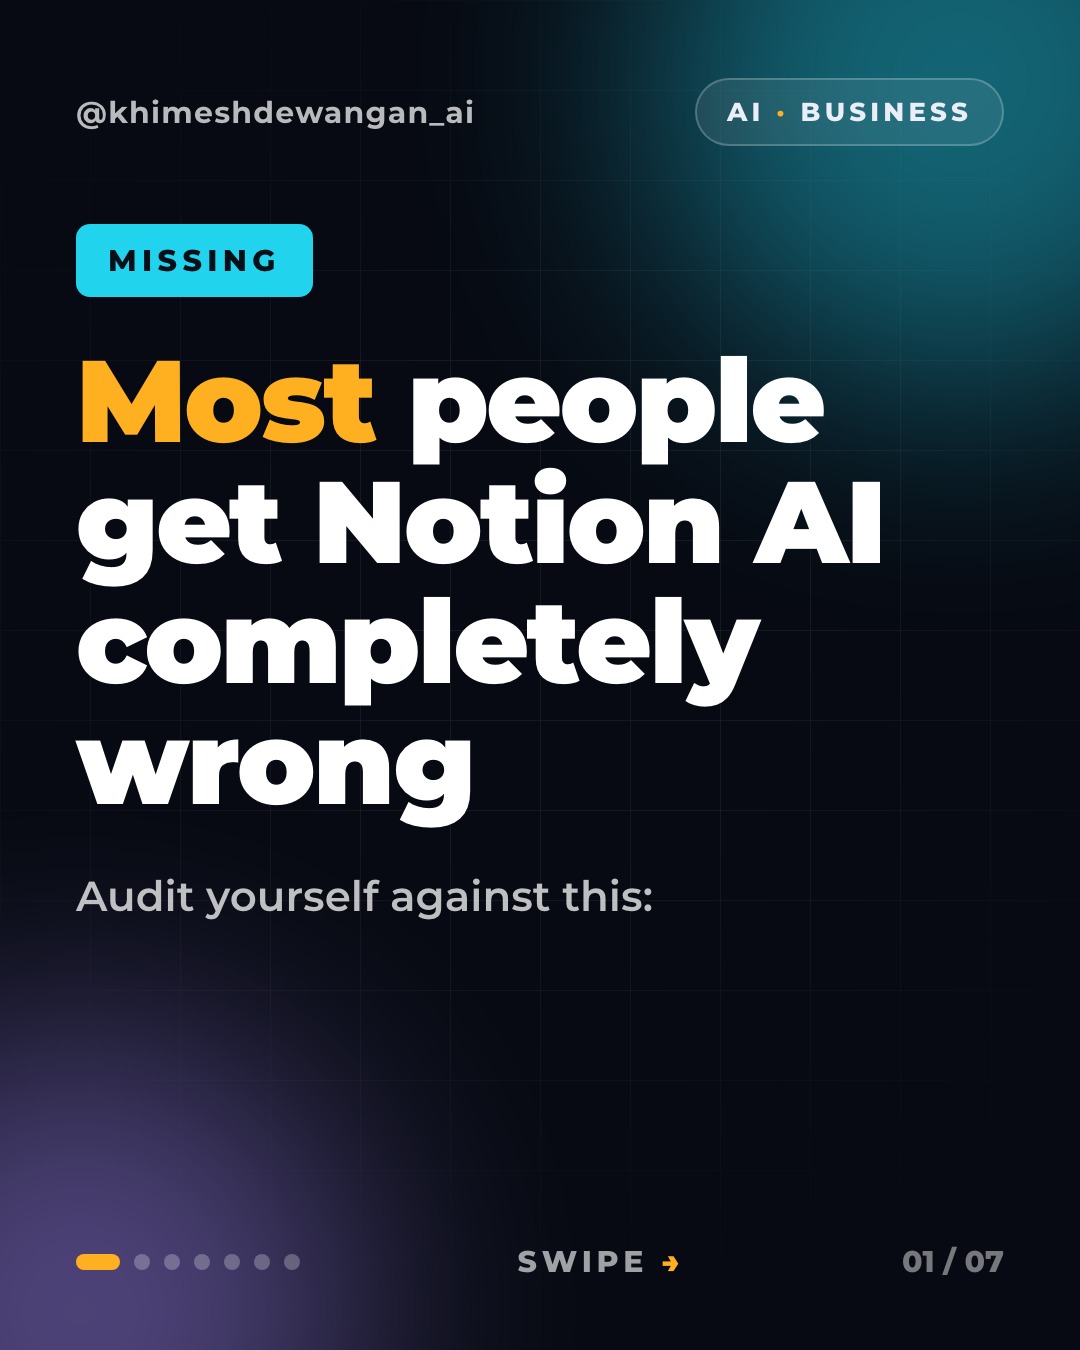 @khimeshdewangan_ai
AI · BUSINESS
MISSING
Most people
get Notion AI
completely
wrong
Audit yourself against this:
SWIPE →
01 / 07